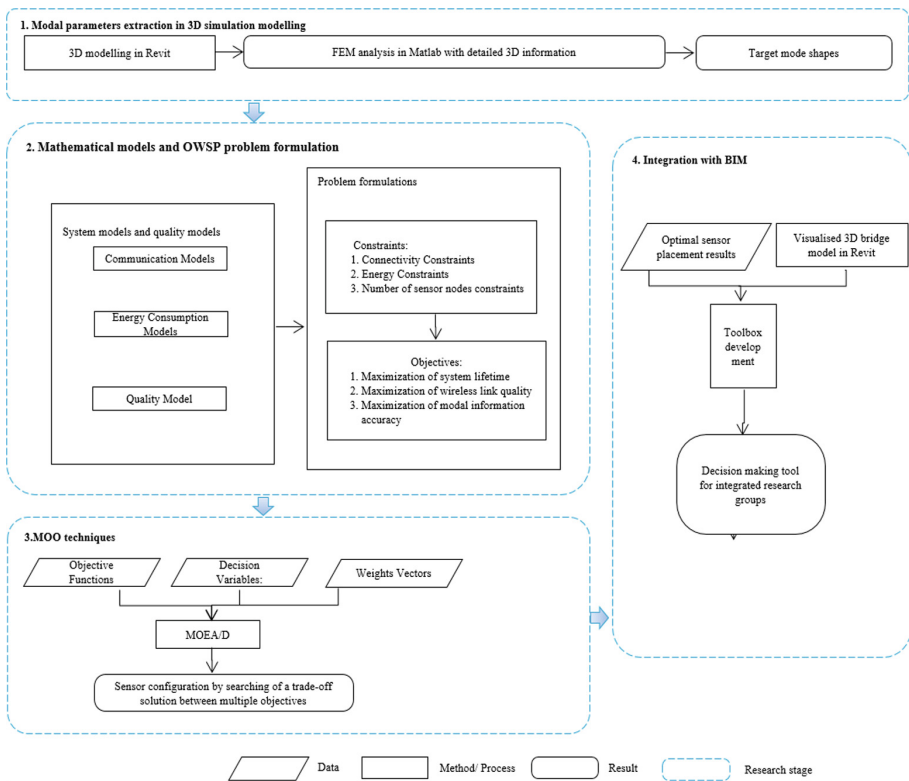 1. Modal parameters extraction in 3D simulation modelling
3D modelling in Revit
FEM analysis in Matlab with detailed 3D information
Target mode shapes
2. Mathematical models and OWSP problem formulation
System models and quality models
Communication Models
Energy Consumption
Models
Quality Model
Problem formulations
Constraints:
1. Connectivity Constraints
2. Energy Constraints
3. Number of sensor nodes constraints
Objectives:
1. Maximization of system lifetime
2. Maximization of wireless link quality
3. Maximization of modal information
accuracy
3.MOO techniques
Objective
Functions
Decision
Variables:
Weights Vectors
MOEA/D
Sensor configuration by searching of a trade-off
solution between multiple objectives
4. Integration with BIM
Optimal sensor
placement results
Visualised 3D bridge
model in Revit
Toolbox
develop
ment
Decision making tool
for integrated research
groups
Data
Method/ Process
Result
Research stage